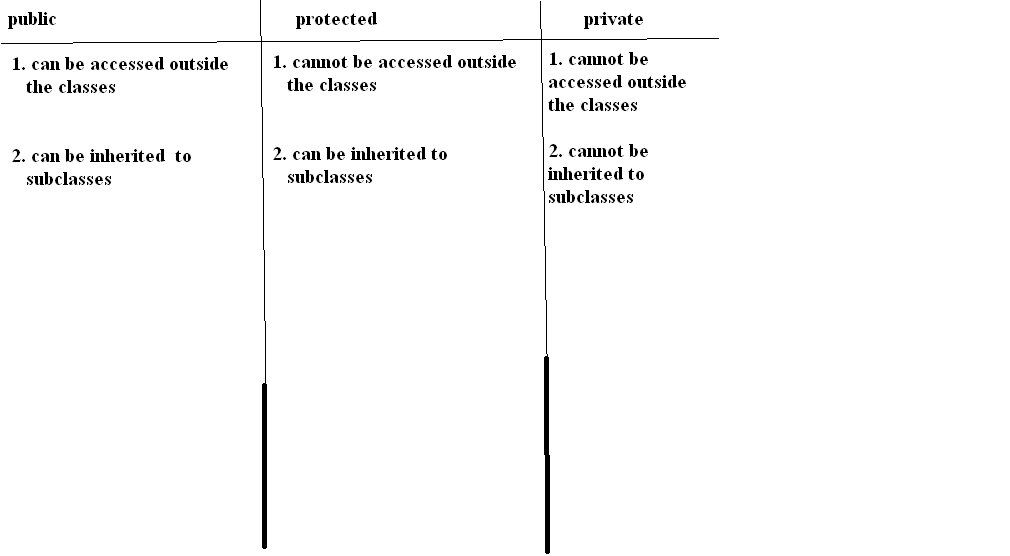 public
protected
private
1. can be accessed outside
the classes
1. cannot be accessed outside
the classes
1. cannot be
accessed outside
the classes
2. can be inherited to
subclasses
2. can be inherited to
subclasses
2. cannot be
inherited to
subclasses